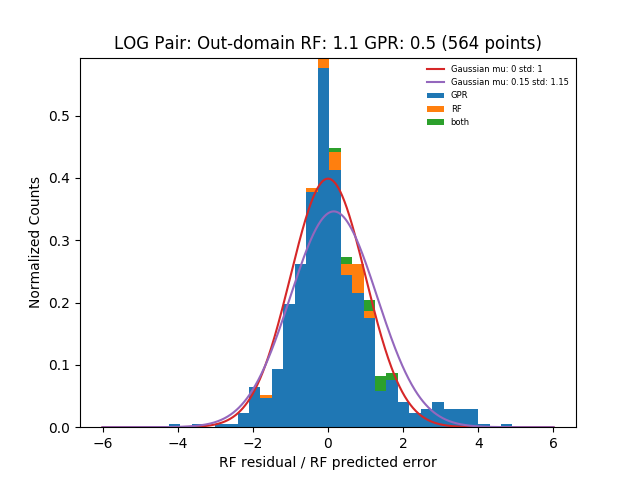 LOG Pair: Out-domain RF: 1.1 GPR: 0.5 (564 points)
Gaussian mu: 0 std: 1
Gaussian mu: 0.15 std: 1.15
GPR
RF
both
Normalized Counts
0.5
0.4
0.3
0.2
0.1
0.0
−6 −4 −2 0 2 4 6
RF residual / RF predicted error